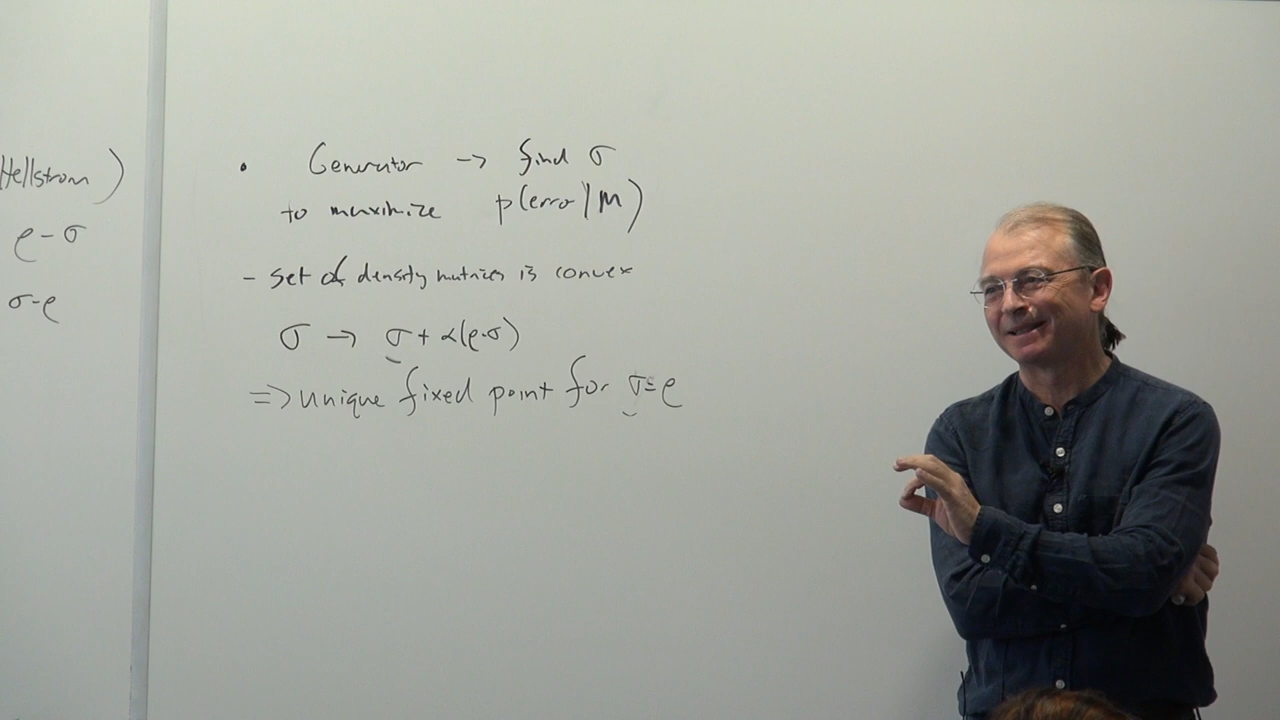 Hellstrom)
ρ-σ
σ-ρ
• Generator → find σ
to maximize p(error|M)
- set of density matrices is convex
σ → σ + α(ρ-σ)
⇒ unique fixed point for σ=ρ